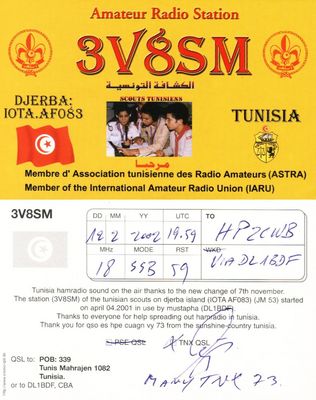 Amateur Radio Station
3V8SM
الكشافة التونسية
SCOUTS TUNISIENS
DJERBA:
IOTA.AF083
TUNISIA
مرحبا
Membre d' Association tunisienne des Radio Amateurs (ASTRA)
Member of the International Amateur Radio Union (IARU)
3V8SM
DD MM YY UTC TO
12 2 2002 19.59 HP2CWB
MHz MODE RST WKD
18 SSB 59 VIA DL1BDF
Tunisia hamradio sound on the air thanks to the new change of 7th november.
The station (3V8SM) of the tunisian scouts on djerba island (IOTA AF083) (JM 53) started
on april 04.2001 in use by mustapha (DL1BDF).
Thanks to everyone for help spreading out hamradio in tunisia.
Thank you for qso es hpe cuagn vy 73 from the sunshine-country tunisia.
PSE QSL X TNX QSL
QSL to: POB: 339
Tunis Mahrajen 1082
Tunisia.
or to DL1BDF, CBA
MANY TNX 73.